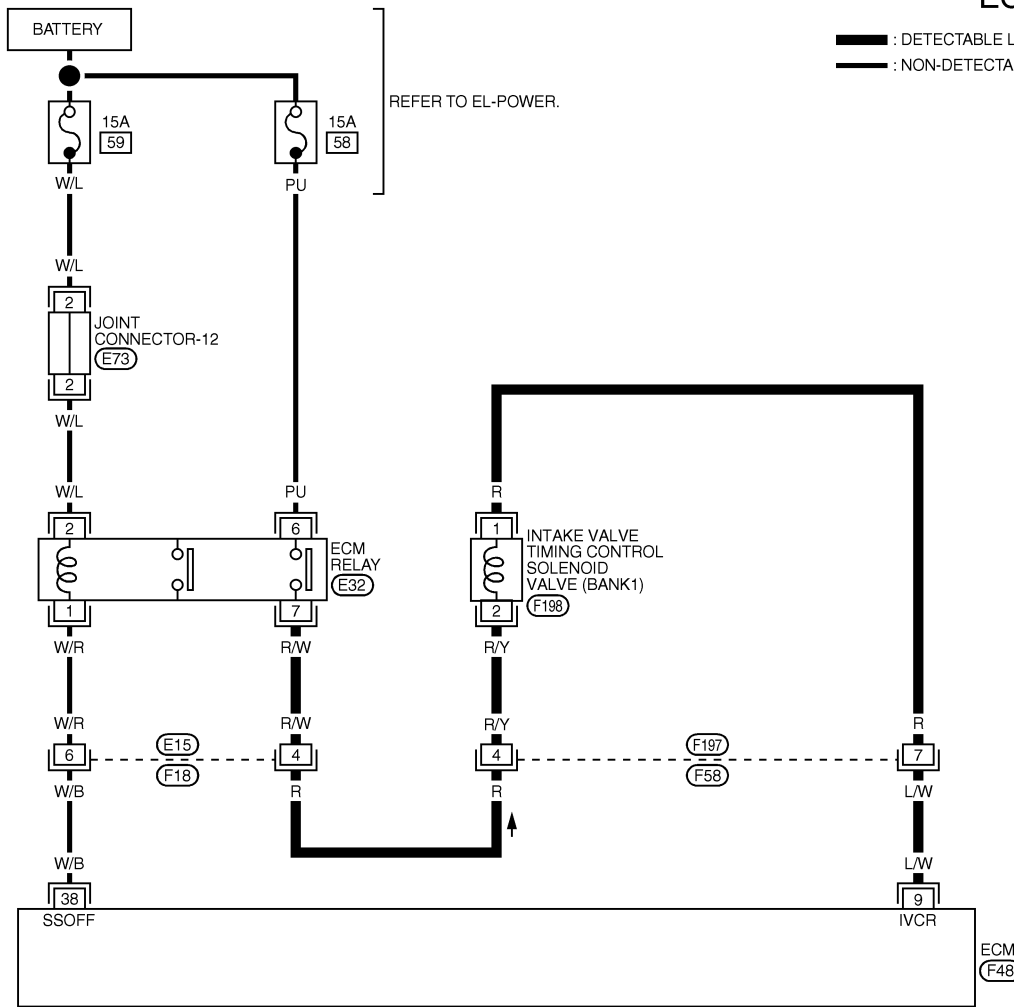 EC
BATTERY
: DETECTABLE L
: NON-DETECTA
REFER TO EL-POWER.
15A
59
15A
58
W/L
PU
W/L
2
JOINT
CONNECTOR-12
E73
2
W/L
W/L
PU
R
2
6
1
ECM
RELAY
E32
INTAKE VALVE
TIMING CONTROL
SOLENOID
VALVE (BANK1)
F198
1
7
2
W/R
R/W
R/Y
W/R
R/W
R/Y
R
6
E15
F18
4
4
F197
F58
7
W/B
R
R
L/W
W/B
L/W
38
9
SSOFF
IVCR
ECM
F48